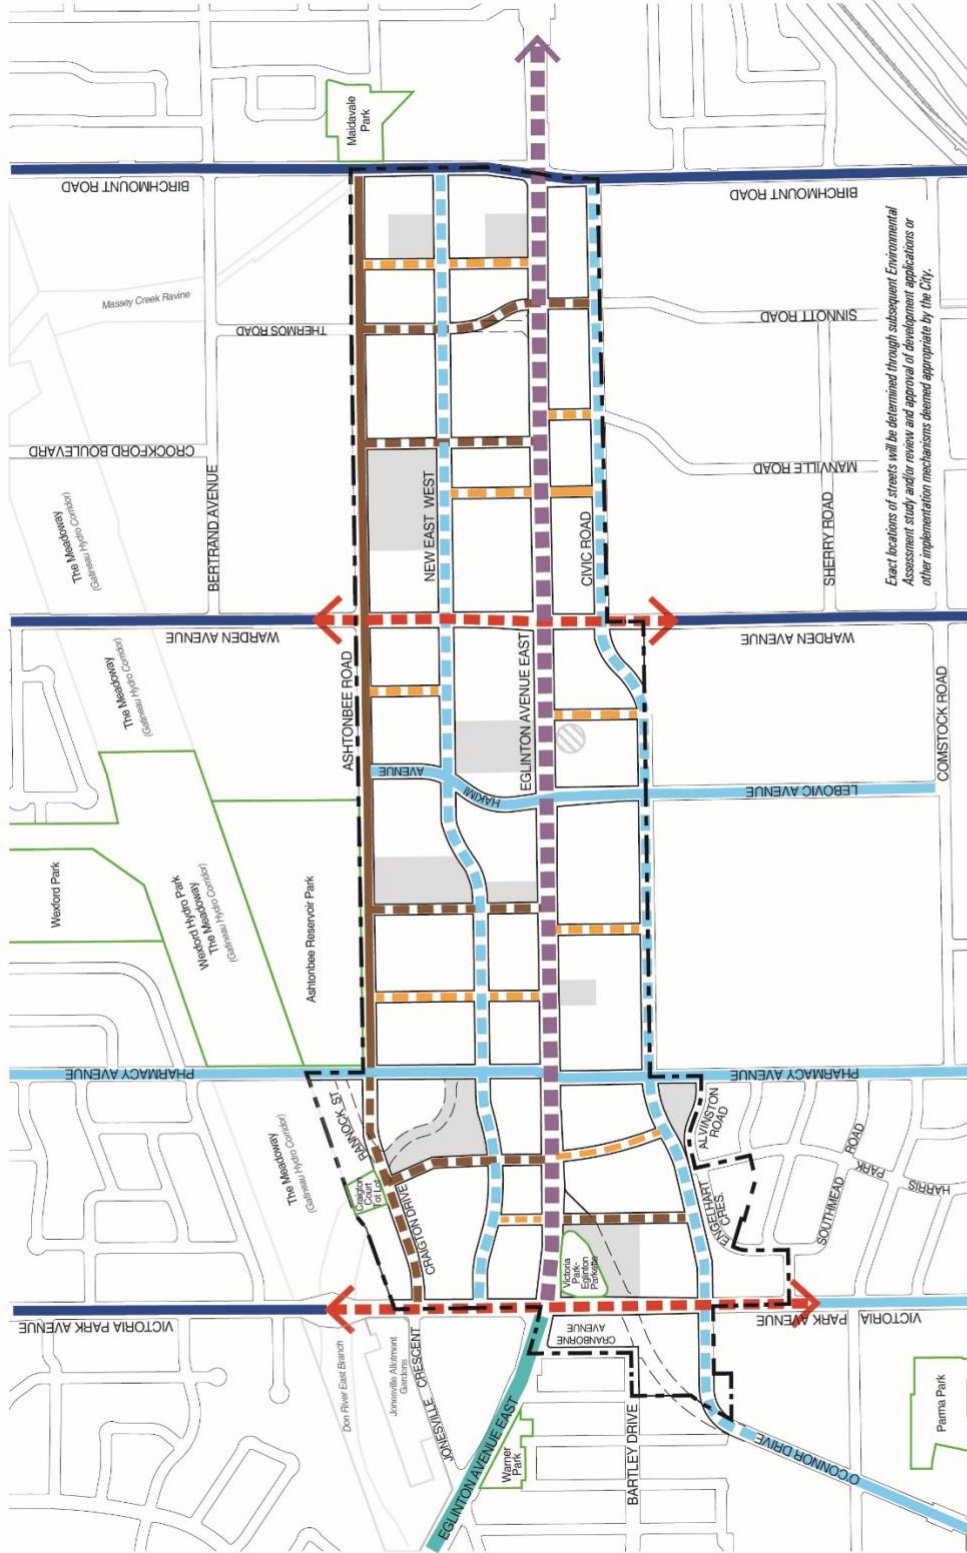 Maidavale
Park
BIRCHMOUNT ROAD
BIRCHMOUNT ROAD
Massey Creek Ravine
THERMOS ROAD
SINNOTT ROAD
CROCKFORD BOULEVARD
MANVILLE ROAD
The Meadoway
(Gatineau Hydro Corridor)
BERTRAND AVENUE
NEW EAST WEST
CIVIC ROAD
SHERRY ROAD
Exact locations of streets will be determined through subsequent Environmental
Assessment study and/or review and approval of development applications or
other implementation mechanisms deemed appropriate by the City.
WARDEN AVENUE
WARDEN AVENUE
The Meadoway
(Gatineau Hydro Corridor)
ASHTONBEE ROAD
EGLINTON AVENUE EAST
COMSTOCK ROAD
HAKIMI
AVENUE
LEBOVIC AVENUE
Wexford Park
Wexford Hydro Park
The Meadoway
(Gatineau Hydro Corridor)
Ashtonbee Reservoir Park
PHARMACY AVENUE
PHARMACY AVENUE
The Meadoway
(Gatineau Hydro Corridor)
RANNOCK ST.
Craigton
Court
Tot Lot
CRAIGTON DRIVE
ALVINSTON
ROAD
ENGELHART
CRES.
SOUTHMEAD
ROAD
HARRIS
PARK
Victoria
Park-
Eglinton
Parkette
VICTORIA PARK AVENUE
VICTORIA
PARK AVENUE
CRANBORNE
AVENUE
Don River East Branch
Jonesville Allotment
Gardens
JONESVILLE
CRESCENT
EGLINTON AVENUE EAST
Warner
Park
BARTLEY DRIVE
O'CONNOR DRIVE
Parma Park